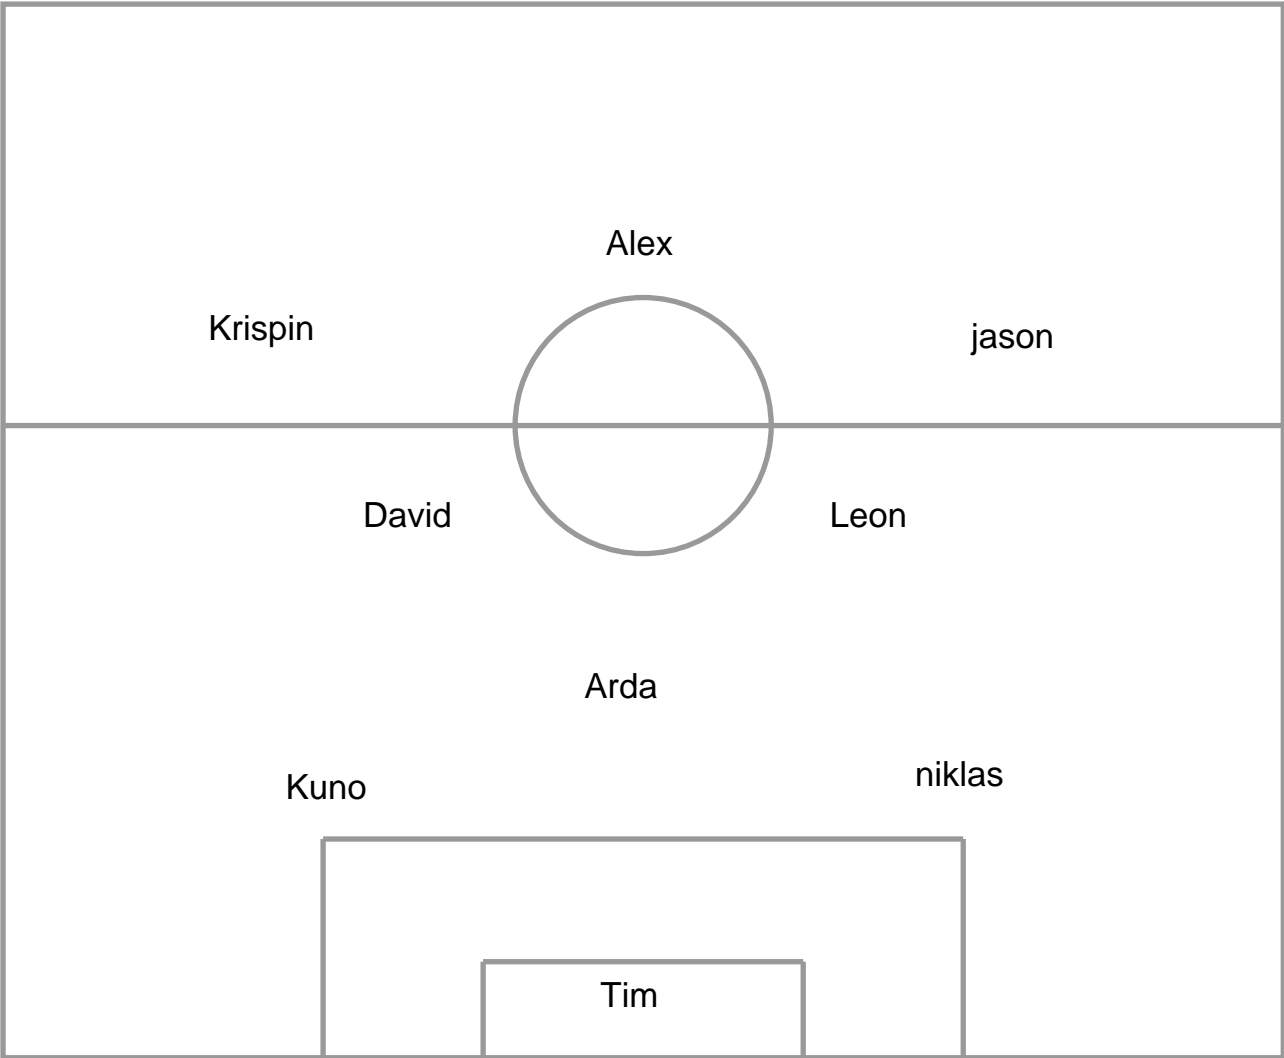 Alex
Krispin
jason
David
Leon
Arda
niklas
Kuno
Tim